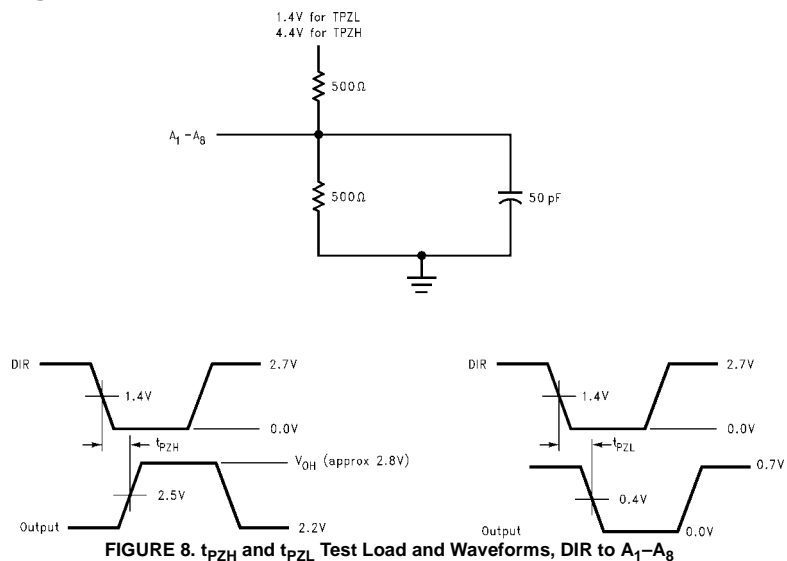 1.4V for TPZL
4.4V for TPZH
500Ω
A₁ –A₈
500Ω
50 pF
DIR
2.7V
1.4V
0.0V
tPZH
VOH (approx 2.8V)
2.5V
Output
2.2V
DIR
2.7V
1.4V
0.0V
tPZL
0.7V
0.4V
Output
0.0V
FIGURE 8. tPZH and tPZL Test Load and Waveforms, DIR to A₁–A₈